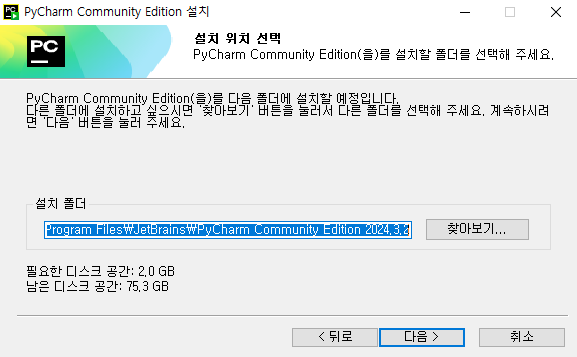 PyCharm Community Edition 설치
PC
설치 위치 선택
PyCharm Community Edition(을)를 설치할 폴더를 선택해 주세요.
PyCharm Community Edition(을)를 다음 폴더에 설치할 예정입니다.
다른 폴더에 설치하고 싶으시면 '찾아보기' 버튼을 눌러서 다른 폴더를 선택해 주세요. 계속하시려
면 '다음' 버튼을 눌러 주세요.
설치 폴더
Program Files₩JetBrains₩PyCharm Community Edition 2024.3.2
찾아보기...
필요한 디스크 공간: 2.0 GB
남은 디스크 공간: 75.3 GB
< 뒤로
다음 >
취소